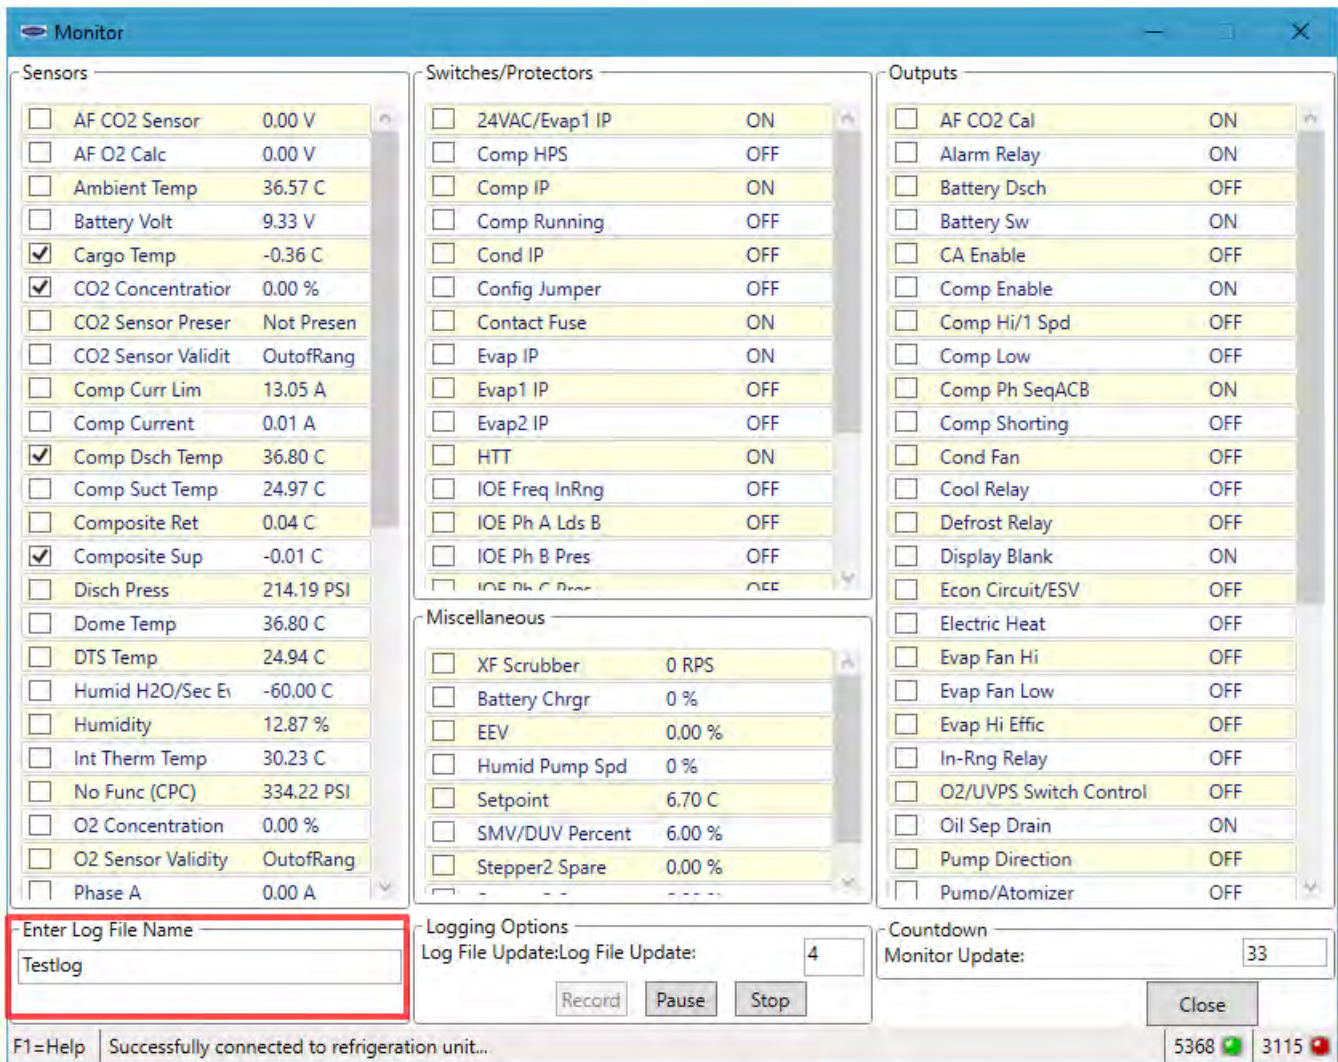 Monitor
Sensors
AF CO2 Sensor 0.00 V
AF O2 Calc 0.00 V
Ambient Temp 36.57 C
Battery Volt 9.33 V
Cargo Temp -0.36 C
CO2 Concentratior 0.00 %
CO2 Sensor Preser Not Presen
CO2 Sensor Validit OutofRang
Comp Curr Lim 13.05 A
Comp Current 0.01 A
Comp Dsch Temp 36.80 C
Comp Suct Temp 24.97 C
Composite Ret 0.04 C
Composite Sup -0.01 C
Disch Press 214.19 PSI
Dome Temp 36.80 C
DTS Temp 24.94 C
Humid H2O/Sec Ev -60.00 C
Humidity 12.87 %
Int Therm Temp 30.23 C
No Func (CPC) 334.22 PSI
O2 Concentration 0.00 %
O2 Sensor Validity OutofRang
Phase A 0.00 A
Switches/Protectors
24VAC/Evap1 IP ON
Comp HPS OFF
Comp IP ON
Comp Running OFF
Cond IP OFF
Config Jumper OFF
Contact Fuse ON
Evap IP ON
Evap1 IP OFF
Evap2 IP OFF
HTT ON
IOE Freq InRng OFF
IOE Ph A Lds B OFF
IOE Ph B Pres OFF
IOE Ph C Pres OFF
Miscellaneous
XF Scrubber 0 RPS
Battery Chrgr 0 %
EEV 0.00 %
Humid Pump Spd 0 %
Setpoint 6.70 C
SMV/DUV Percent 6.00 %
Stepper2 Spare 0.00 %
Outputs
AF CO2 Cal ON
Alarm Relay ON
Battery Dsch OFF
Battery Sw ON
CA Enable OFF
Comp Enable ON
Comp Hi/1 Spd OFF
Comp Low OFF
Comp Ph SeqACB ON
Comp Shorting OFF
Cond Fan OFF
Cool Relay OFF
Defrost Relay OFF
Display Blank ON
Econ Circuit/ESV OFF
Electric Heat OFF
Evap Fan Hi OFF
Evap Fan Low OFF
Evap Hi Effic OFF
In-Rng Relay OFF
O2/UVPS Switch Control OFF
Oil Sep Drain ON
Pump Direction OFF
Pump/Atomizer OFF
Enter Log File Name
Testlog
Logging Options
Log File Update:Log File Update: 4
Record Pause Stop
Countdown
Monitor Update: 33
Close
F1=Help Successfully connected to refrigeration unit... 5368 3115